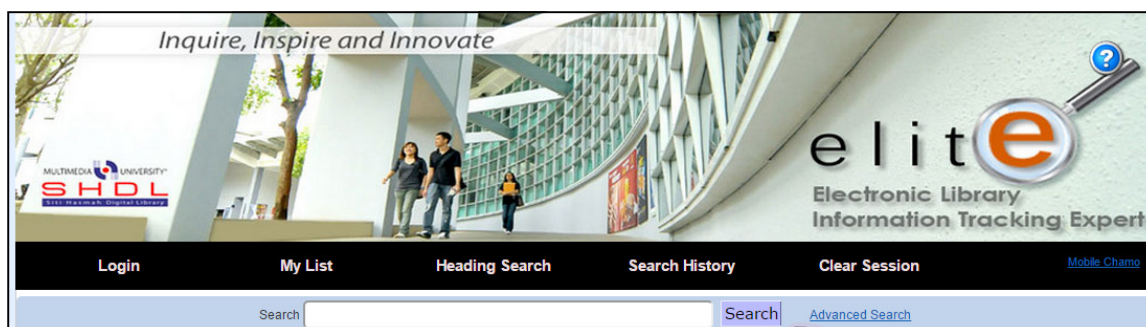 Inquire, Inspire and Innovate
?
elite
Electronic Library
Information Tracking Expert
MULTIMEDIA UNIVERSITY
SHDL
Siti Hasmah Digital Library
Login My List Heading Search Search History Clear Session Mobile Chamo
Search Search Advanced Search